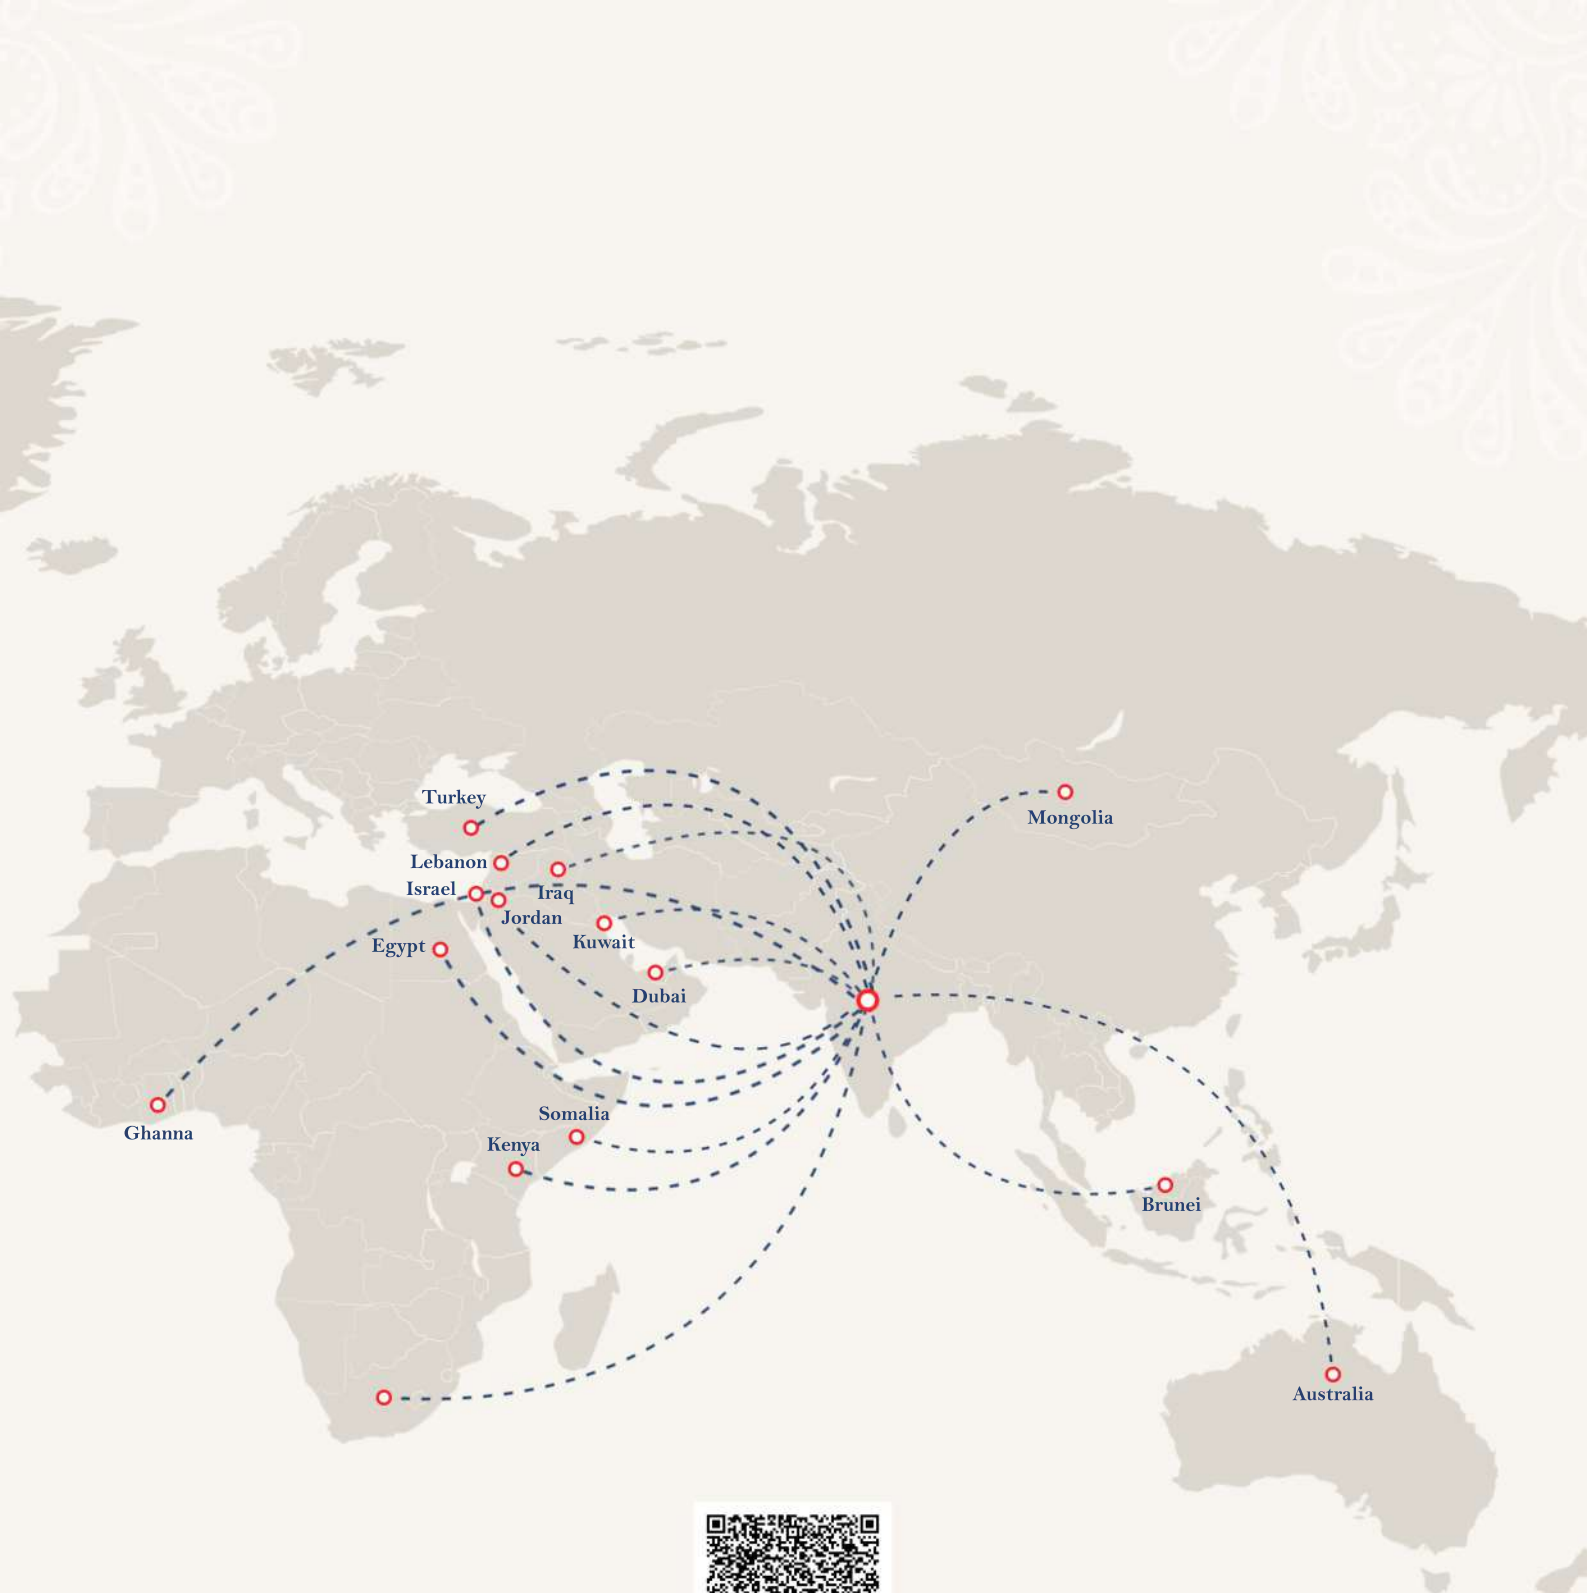 Turkey
Mongolia
Lebanon
Israel
Iraq
Jordan
Egypt
Kuwait
Dubai
Somalia
Ghanna
Kenya
Brunei
Australia